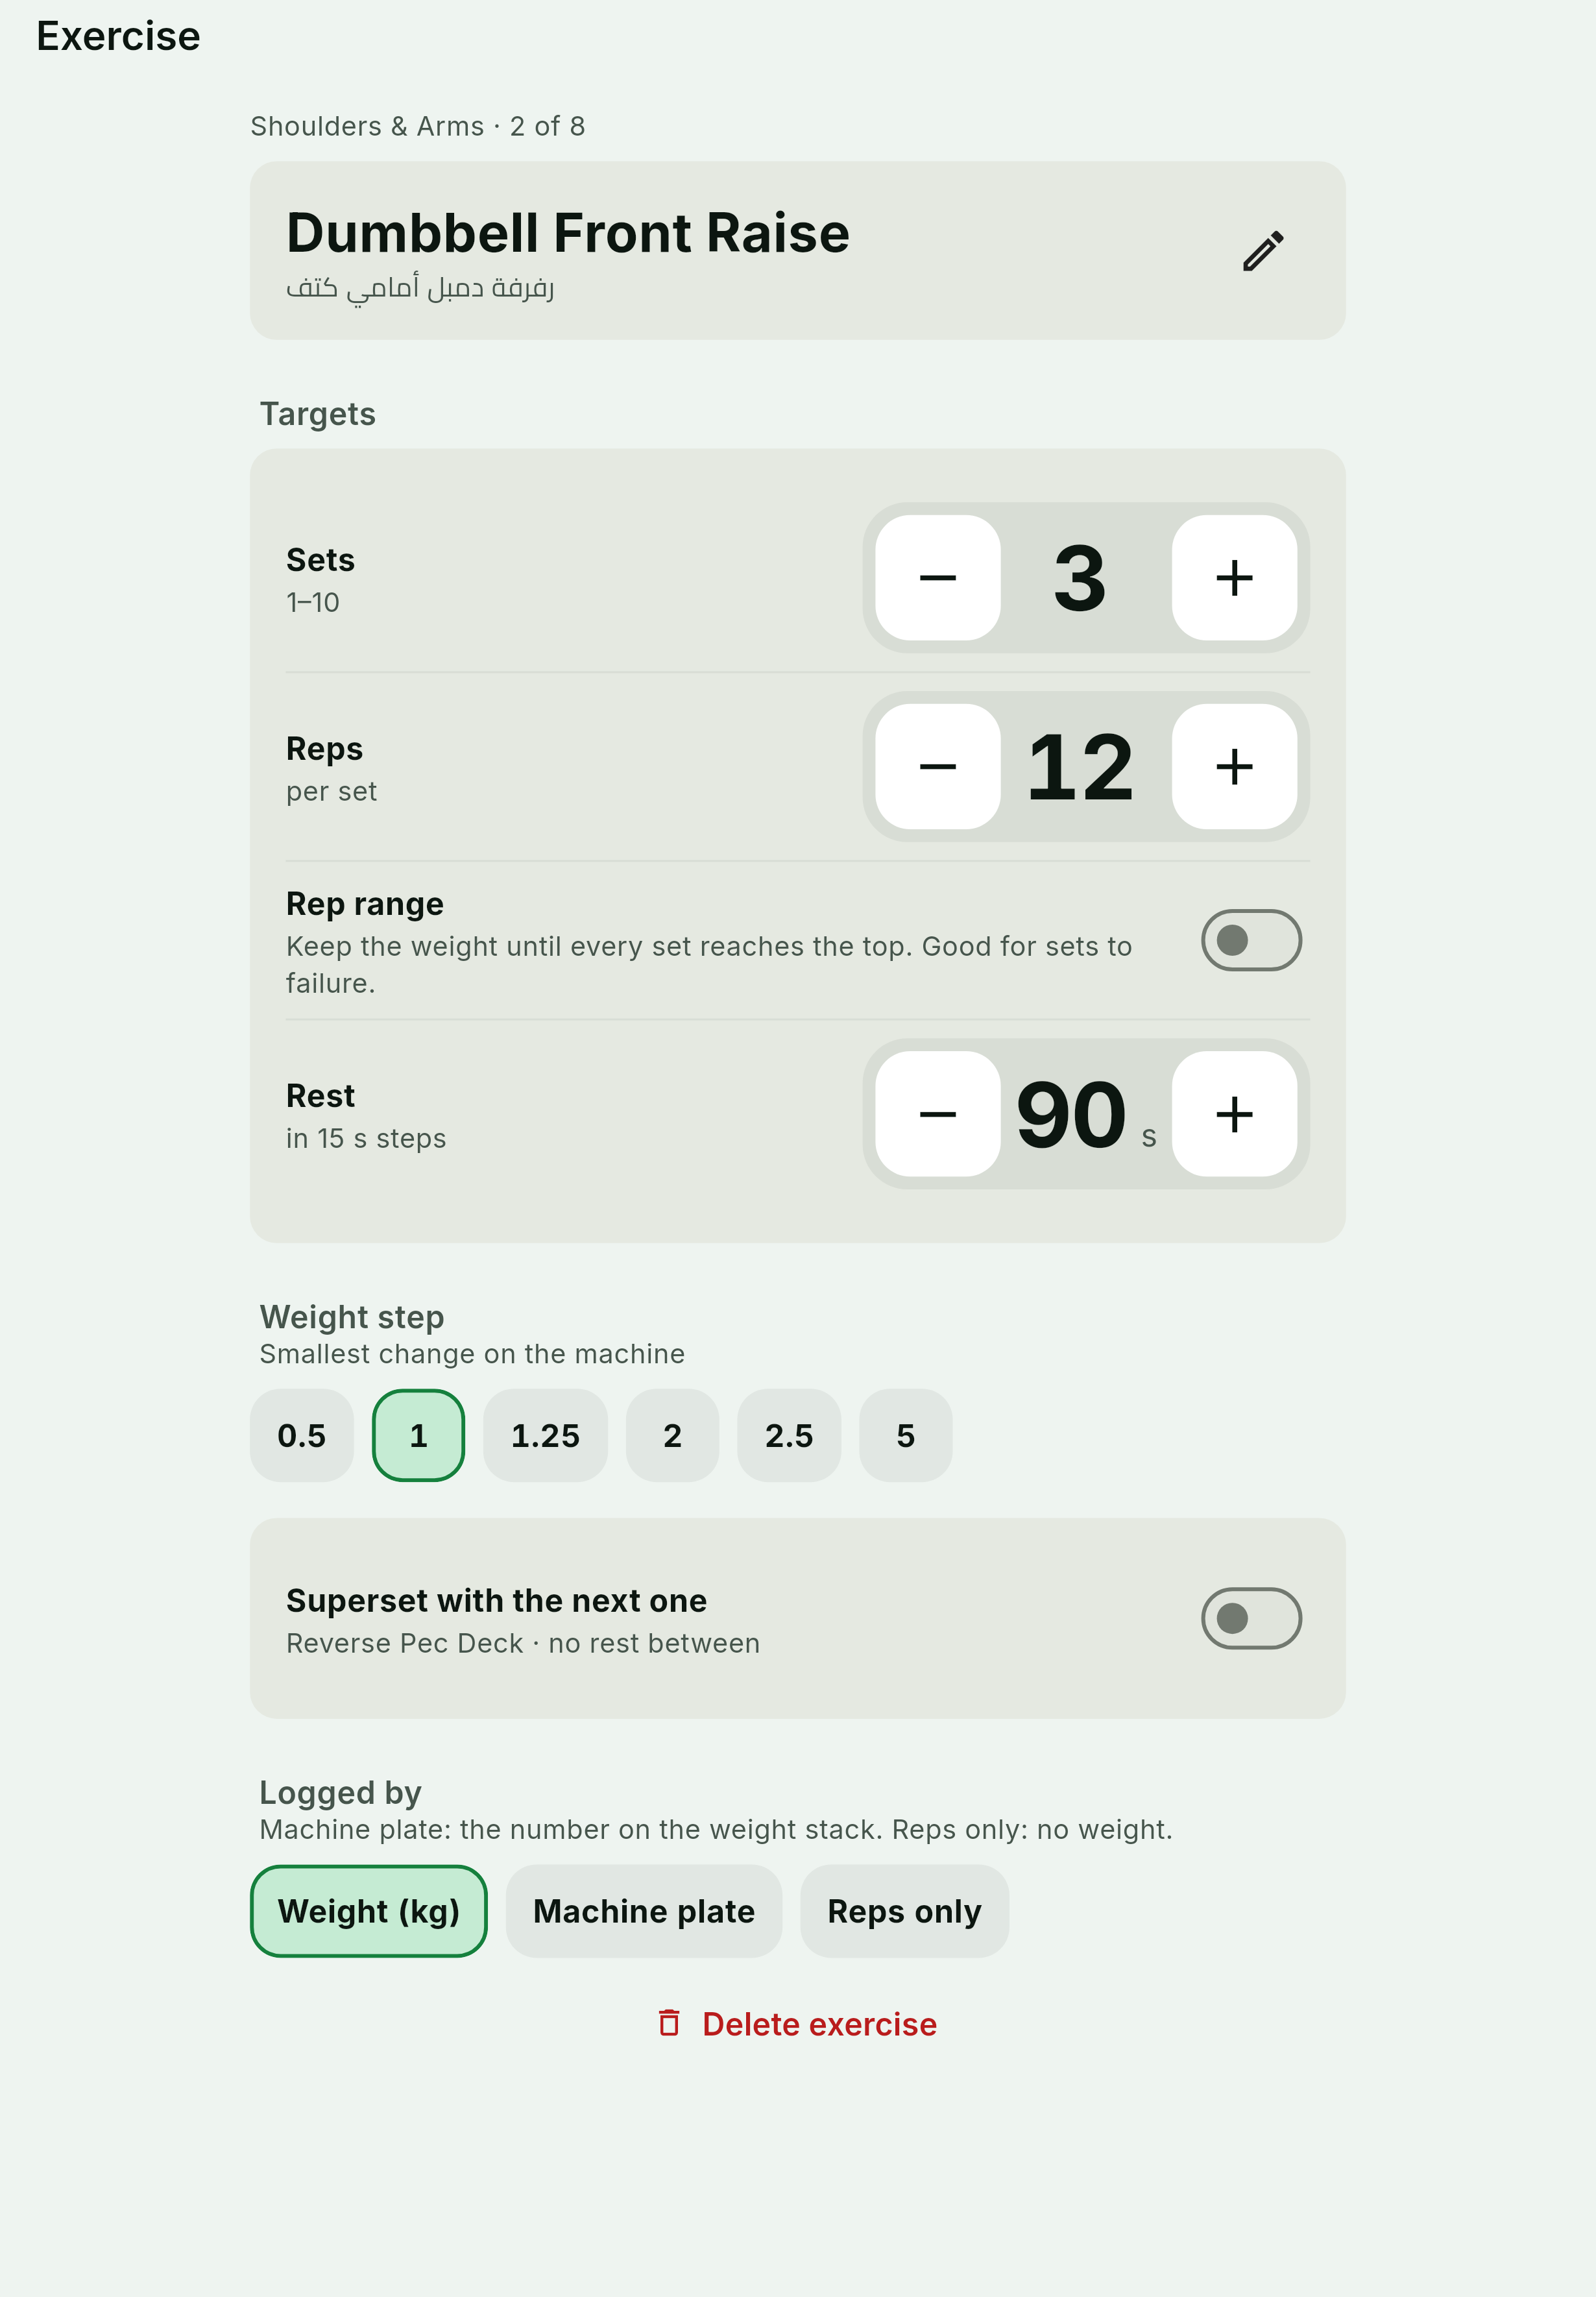 Exercise
Shoulders & Arms · 2 of 8
Dumbbell Front Raise
رفرفة دمبل أمامي كتف
Targets
Sets
1–10
− 3 +
Reps
per set
− 12 +
Rep range
Keep the weight until every set reaches the top. Good for sets to
failure.
Rest
in 15 s steps
− 90 s +
Weight step
Smallest change on the machine
0.5 1 1.25 2 2.5 5
Superset with the next one
Reverse Pec Deck · no rest between
Logged by
Machine plate: the number on the weight stack. Reps only: no weight.
Weight (kg) Machine plate Reps only
Delete exercise